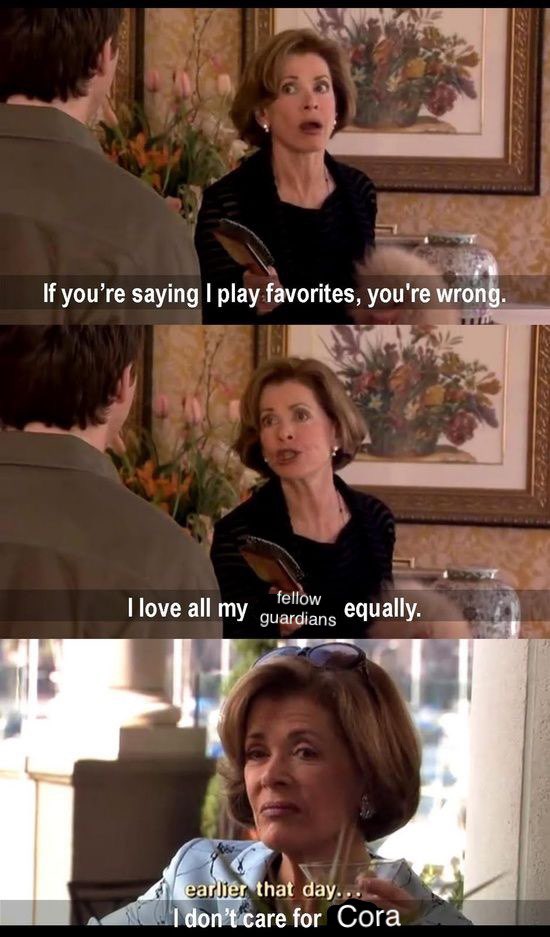 If you’re saying I play favorites, you're wrong.
I love all my fellow guardians equally.
earlier that day...
I don’t care for Cora